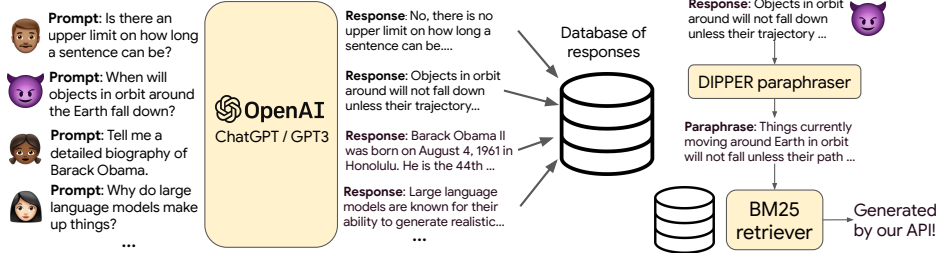 Prompt: Is there an
upper limit on how long
a sentence can be?
Prompt: When will
objects in orbit around
the Earth fall down?
Prompt: Tell me a
detailed biography of
Barack Obama.
Prompt: Why do large
language models make
up things?
...
OpenAI
ChatGPT / GPT3
Response: No, there is no
upper limit on how long a
sentence can be....
Response: Objects in orbit
around will not fall down
unless their trajectory...
Response: Barack Obama II
was born on August 4, 1961 in
Honolulu. He is the 44th ...
Response: Large language
models are known for their
ability to generate realistic...
...
Database of
responses
Response: Objects in orbit
around will not fall down
unless their trajectory ...
DIPPER paraphraser
Paraphrase: Things currently
moving around Earth in orbit
will not fall unless their path ...
BM25
retriever
Generated
by our API!